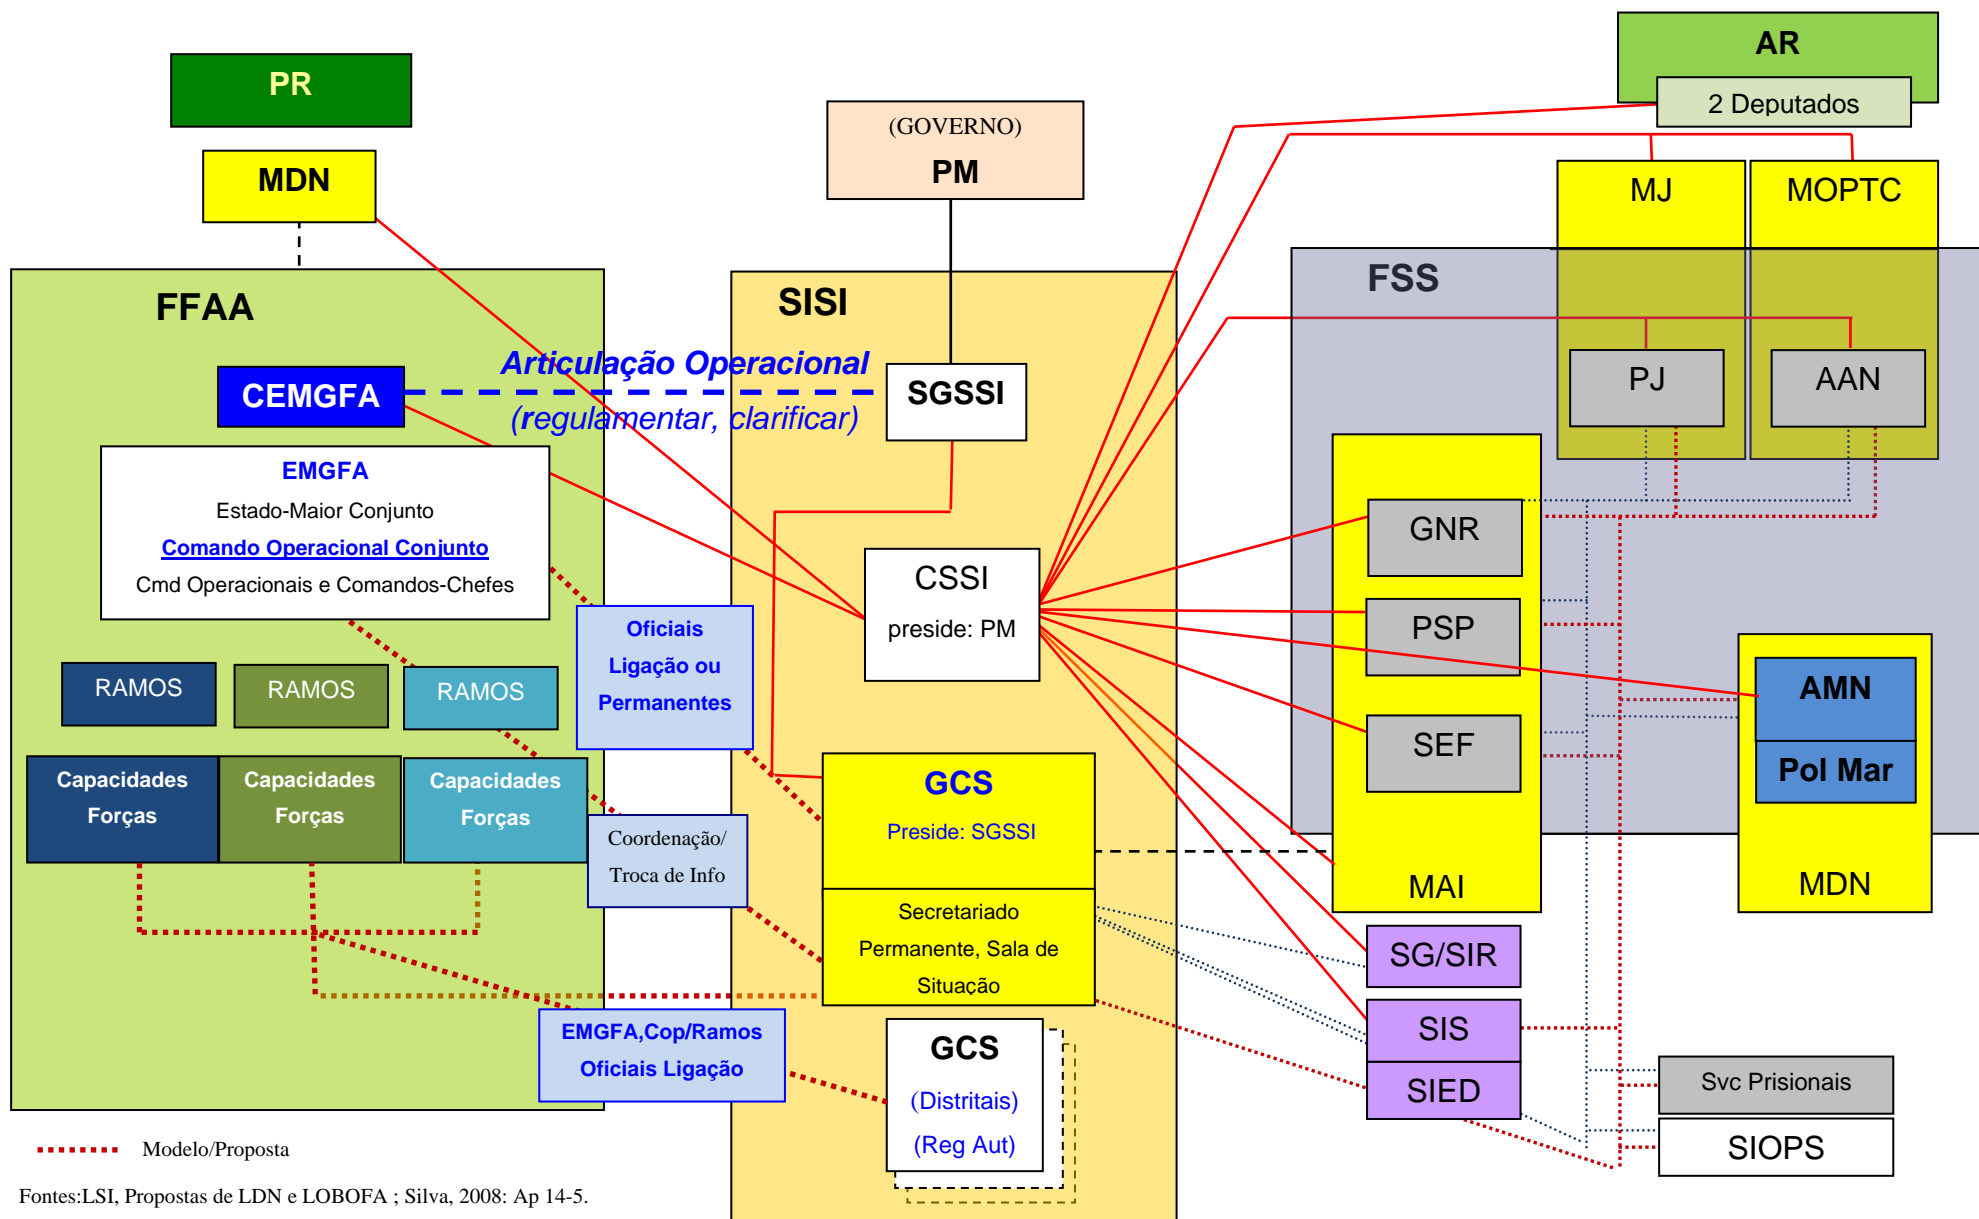 PR
MDN
(GOVERNO)
PM
AR
2 Deputados
MJ
MOPTC
FFAA
SISI
FSS
Articulação Operacional
(regulamentar, clarificar)
CEMGFA
SGSSI
PJ
AAN
EMGFA
Estado-Maior Conjunto
Comando Operacional Conjunto
Cmd Operacionais e Comandos-Chefes
CSSI
preside: PM
GNR
PSP
SEF
MAI
AMN
Pol Mar
MDN
Oficiais
Ligação ou
Permanentes
RAMOS
RAMOS
RAMOS
Capacidades
Forças
Capacidades
Forças
Capacidades
Forças
Coordenação/
Troca de Info
GCS
Preside: SGSSI
Secretariado
Permanente, Sala de
Situação
SG/SIR
SIS
SIED
EMGFA,Cop/Ramos
Oficiais Ligação
GCS
(Distritais)
(Reg Aut)
Svc Prisionais
SIOPS
Modelo/Proposta
Fontes:LSI, Propostas de LDN e LOBOFA ; Silva, 2008: Ap 14-5.